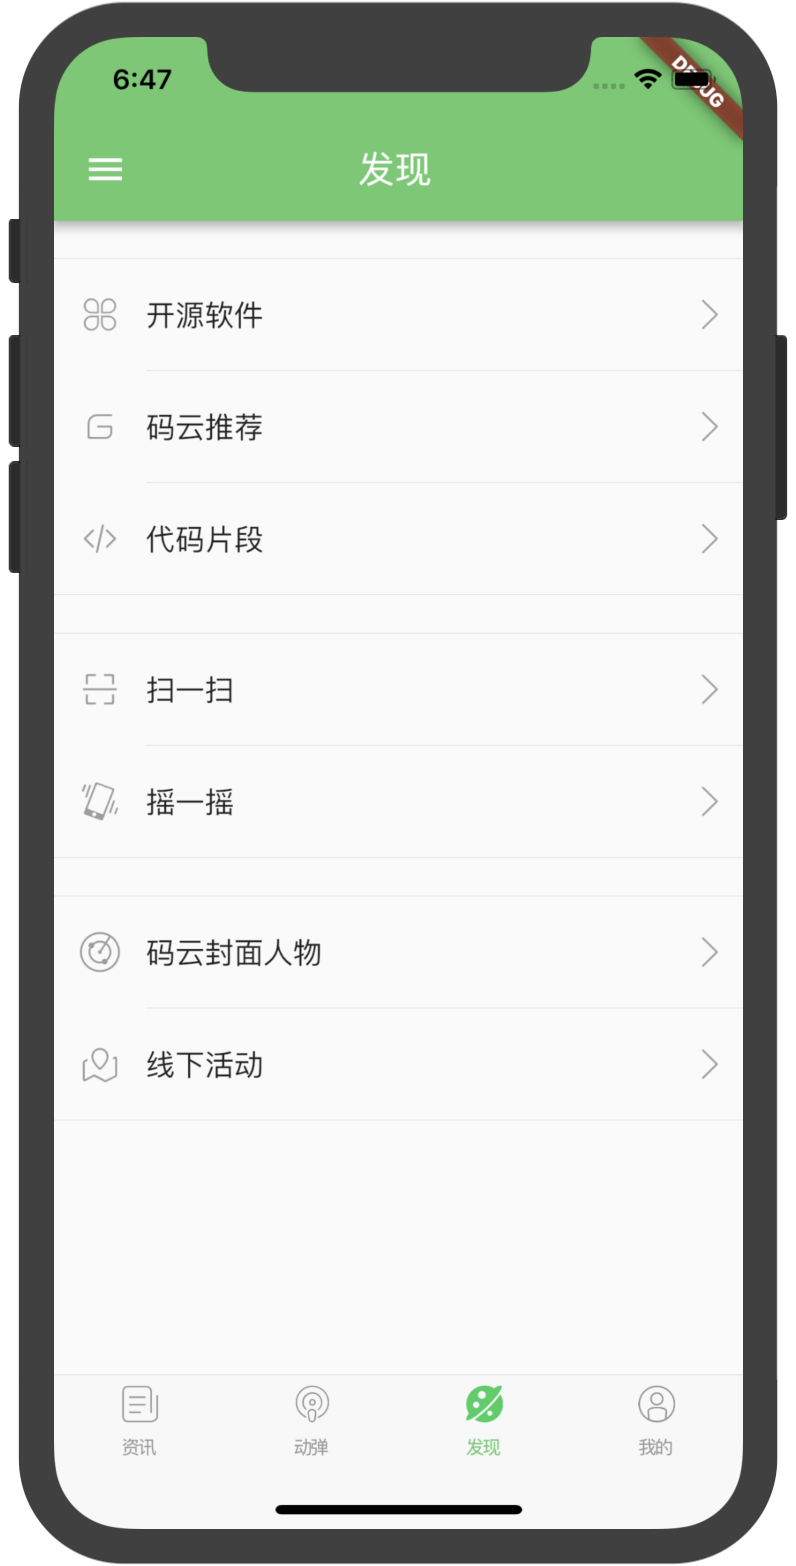 6:47
DEBUG
发现
开源软件
码云推荐
代码片段
扫一扫
摇一摇
码云封面人物
线下活动
资讯
动弹
发现
我的